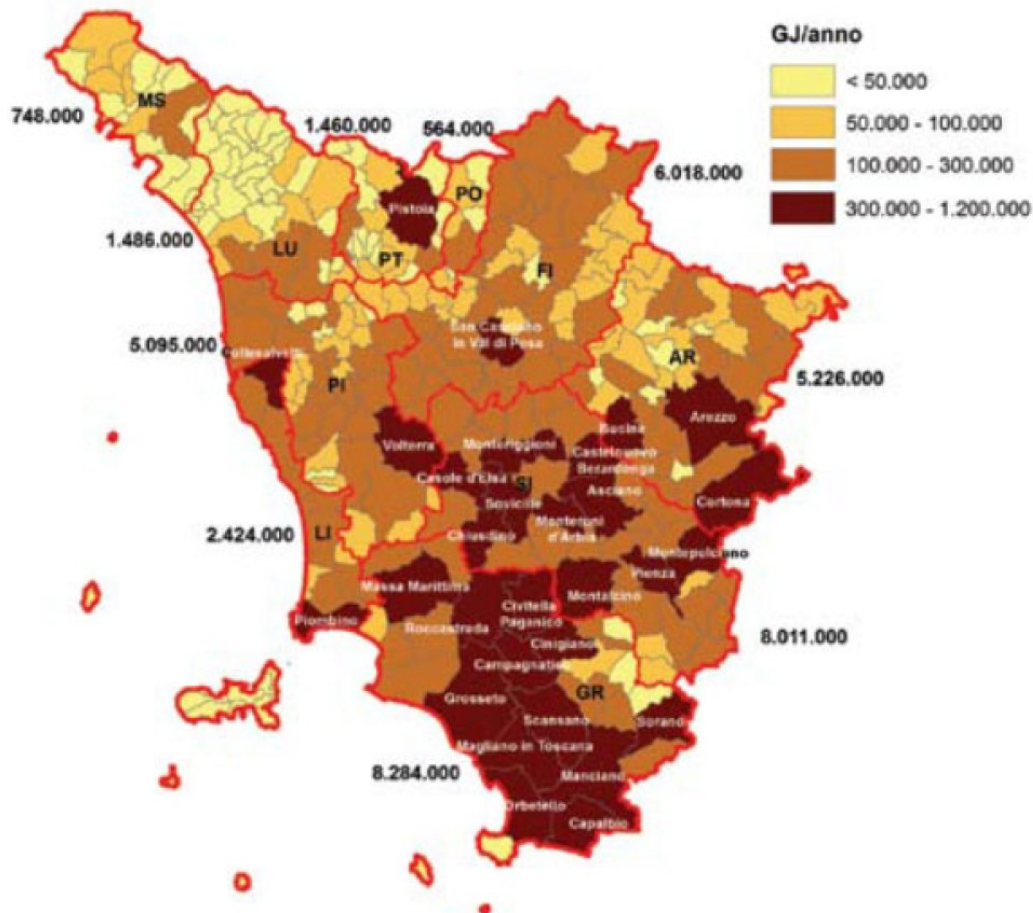 GJ/anno
< 50.000
50.000 - 100.000
100.000 - 300.000
300.000 - 1.200.000
MS
748.000
1.460.000
564.000
6.018.000
PO
Pistoia
1.486.000
LU
PT
FI
San Casciano
in Val di Pesa
5.095.000
Collesalvetti
PI
AR
5.226.000
Arezzo
Bucine
Volterra
Monteriggioni
Castelnuovo
Berardenga
Casole d'Elsa
SI
Asciano
Sovicille
Cortona
2.424.000
LI
Chiusdino
Monteroni
d'Arbia
Montepulciano
Pienza
Massa Marittima
Montalcino
Civitella
Paganico
Piombino
Roccastrada
Cinigiano
8.011.000
Campagnatico
GR
Grosseto
Scansano
Sorano
Magliano in Toscana
8.284.000
Manciano
Orbetello
Capalbio